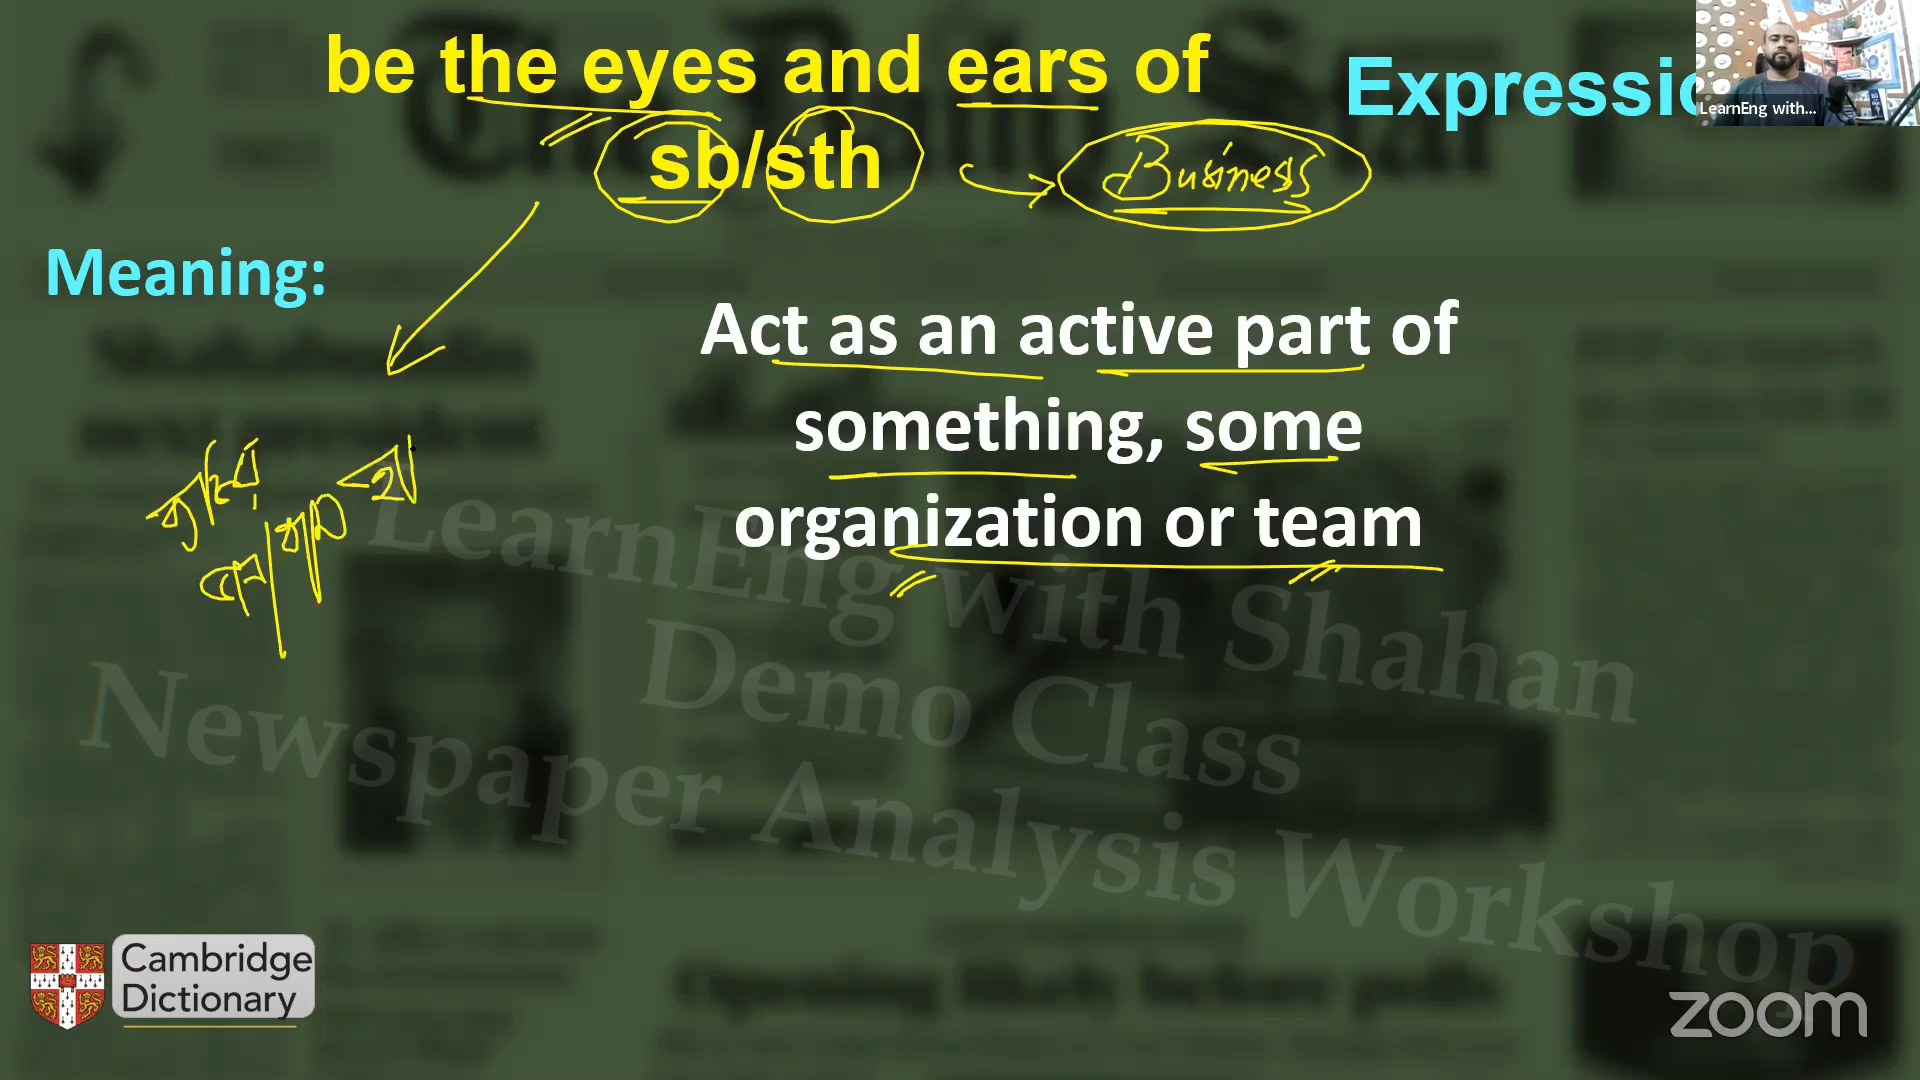 be the eyes and ears of
sb/sth
Expressio
LearnEng with...
Business
Meaning:
Act as an active part of
something, some
organization or team
LearnEng with Shahan
Demo Class
Newspaper Analysis Workshop
Cambridge
Dictionary
zoom